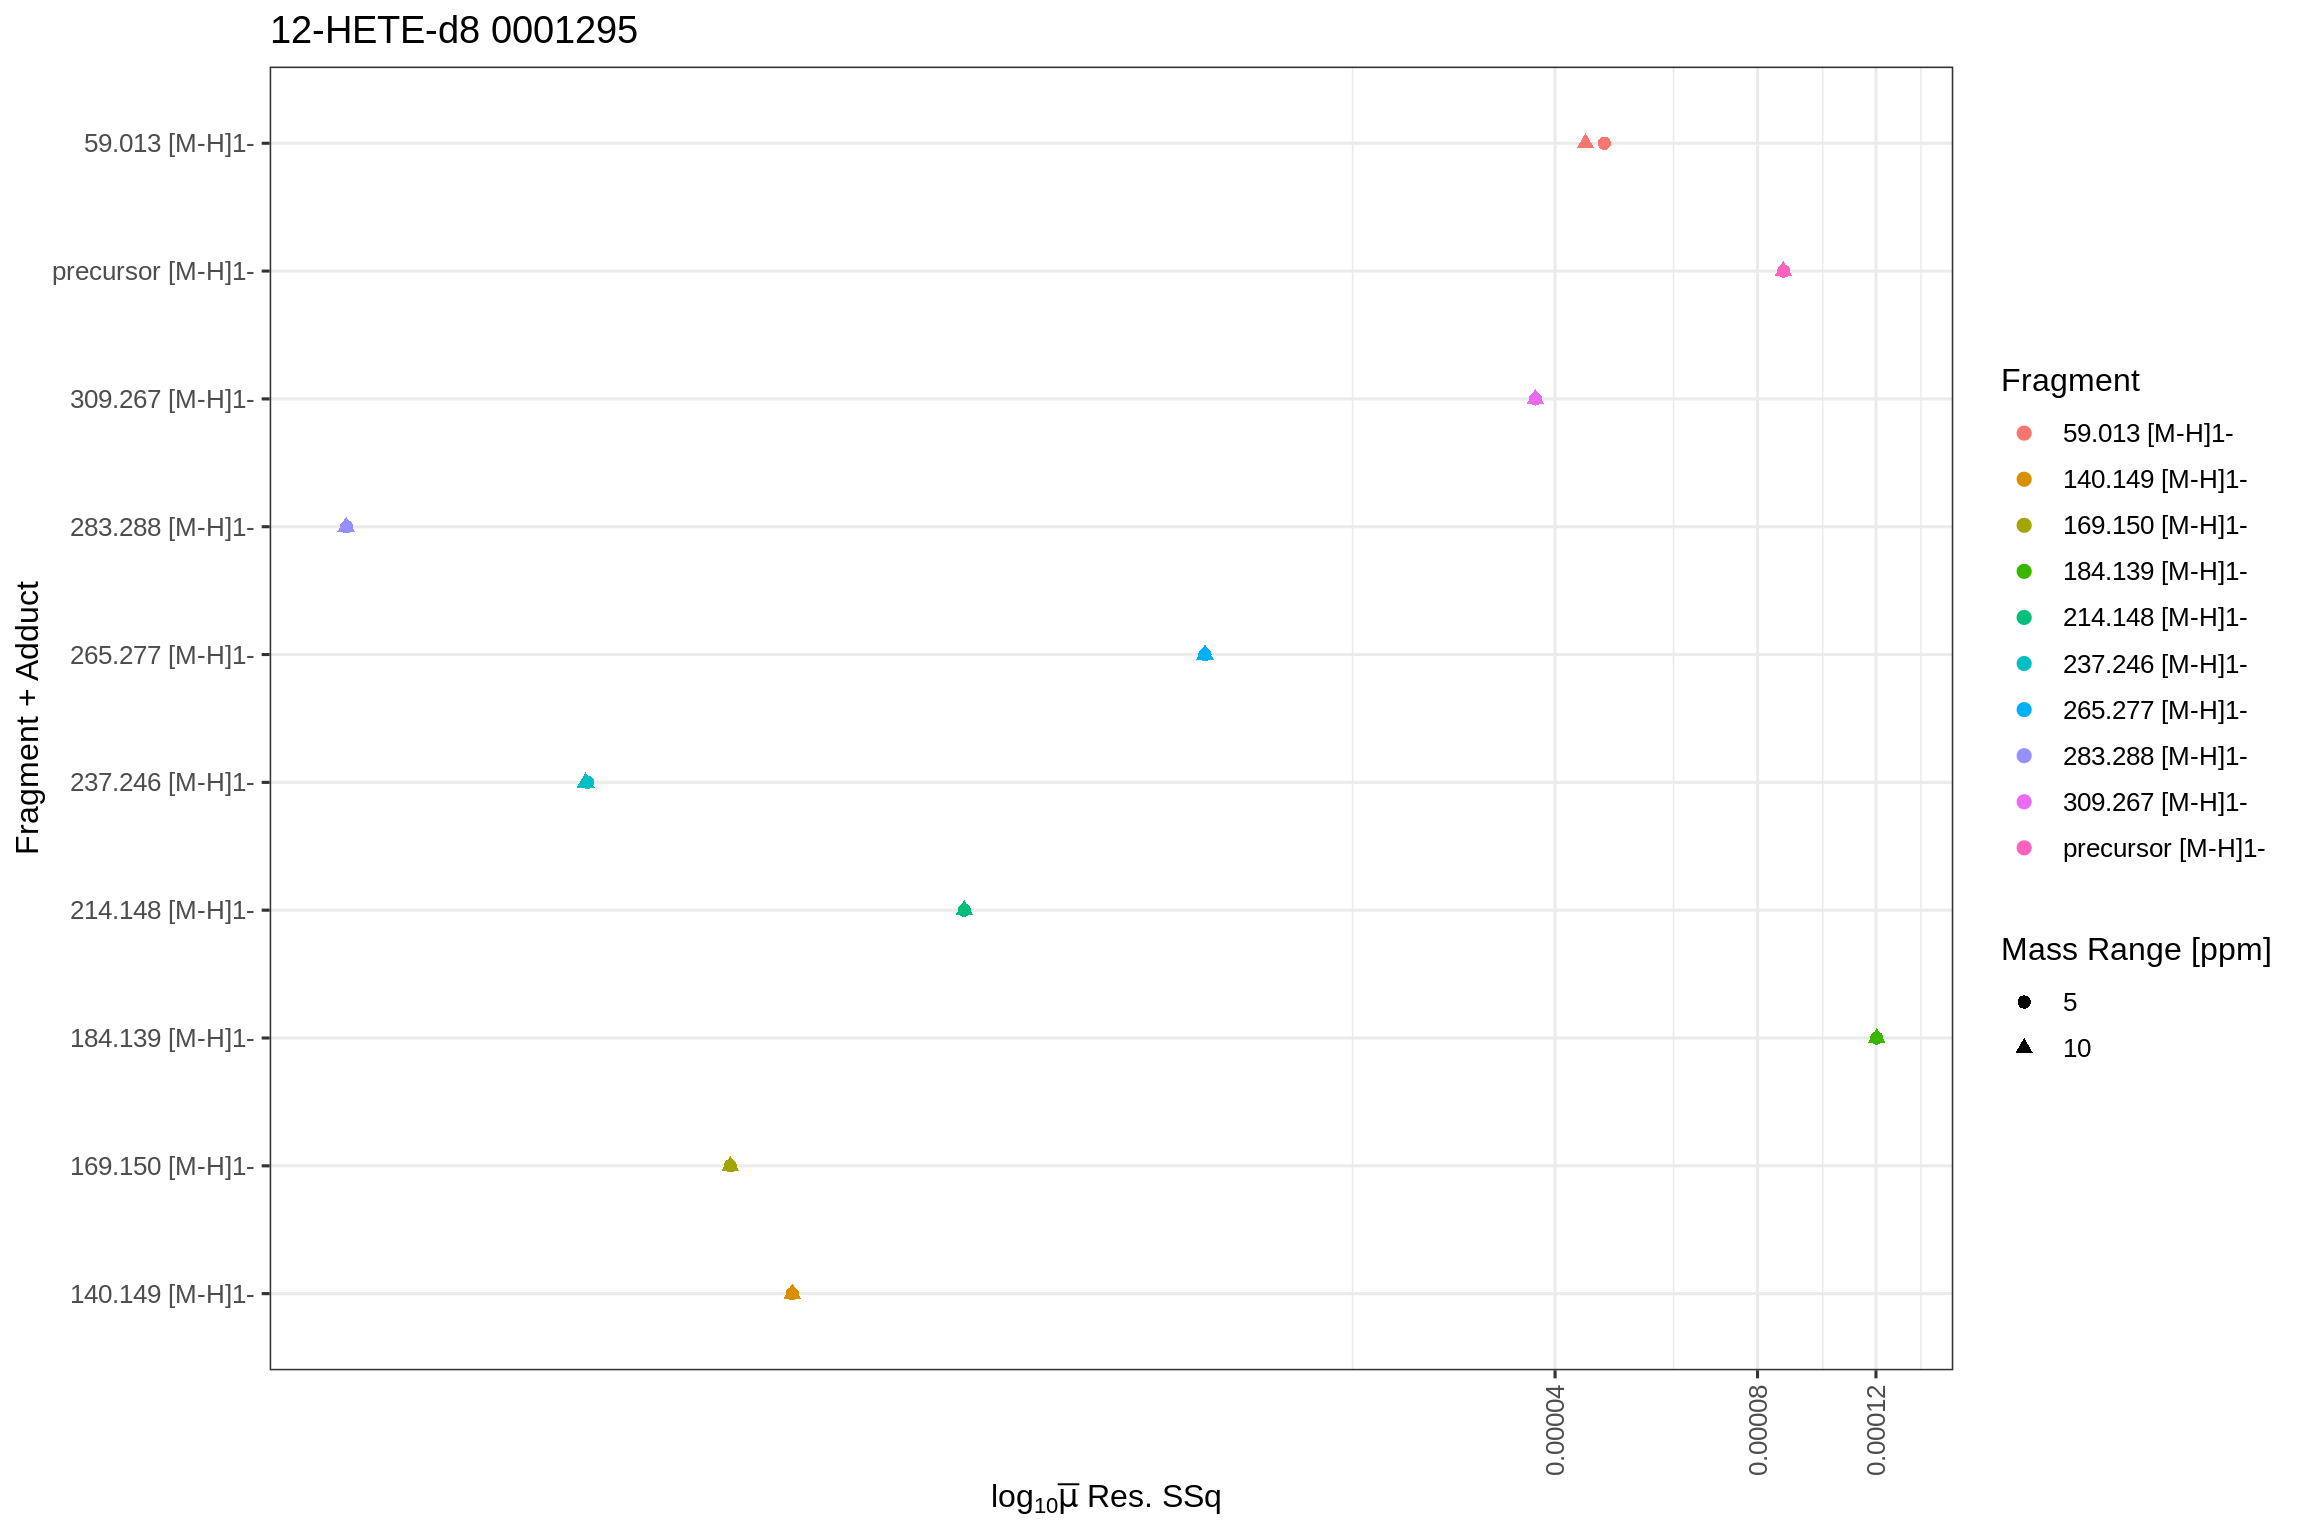 12-HETE-d8 0001295
Fragment + Adduct
59.013 [M-H]1-
precursor [M-H]1-
309.267 [M-H]1-
283.288 [M-H]1-
265.277 [M-H]1-
237.246 [M-H]1-
214.148 [M-H]1-
184.139 [M-H]1-
169.150 [M-H]1-
140.149 [M-H]1-
0.00004
0.00008
0.00012
log₁₀μ̅ Res. SSq
Fragment
59.013 [M-H]1-
140.149 [M-H]1-
169.150 [M-H]1-
184.139 [M-H]1-
214.148 [M-H]1-
237.246 [M-H]1-
265.277 [M-H]1-
283.288 [M-H]1-
309.267 [M-H]1-
precursor [M-H]1-
Mass Range [ppm]
5
10